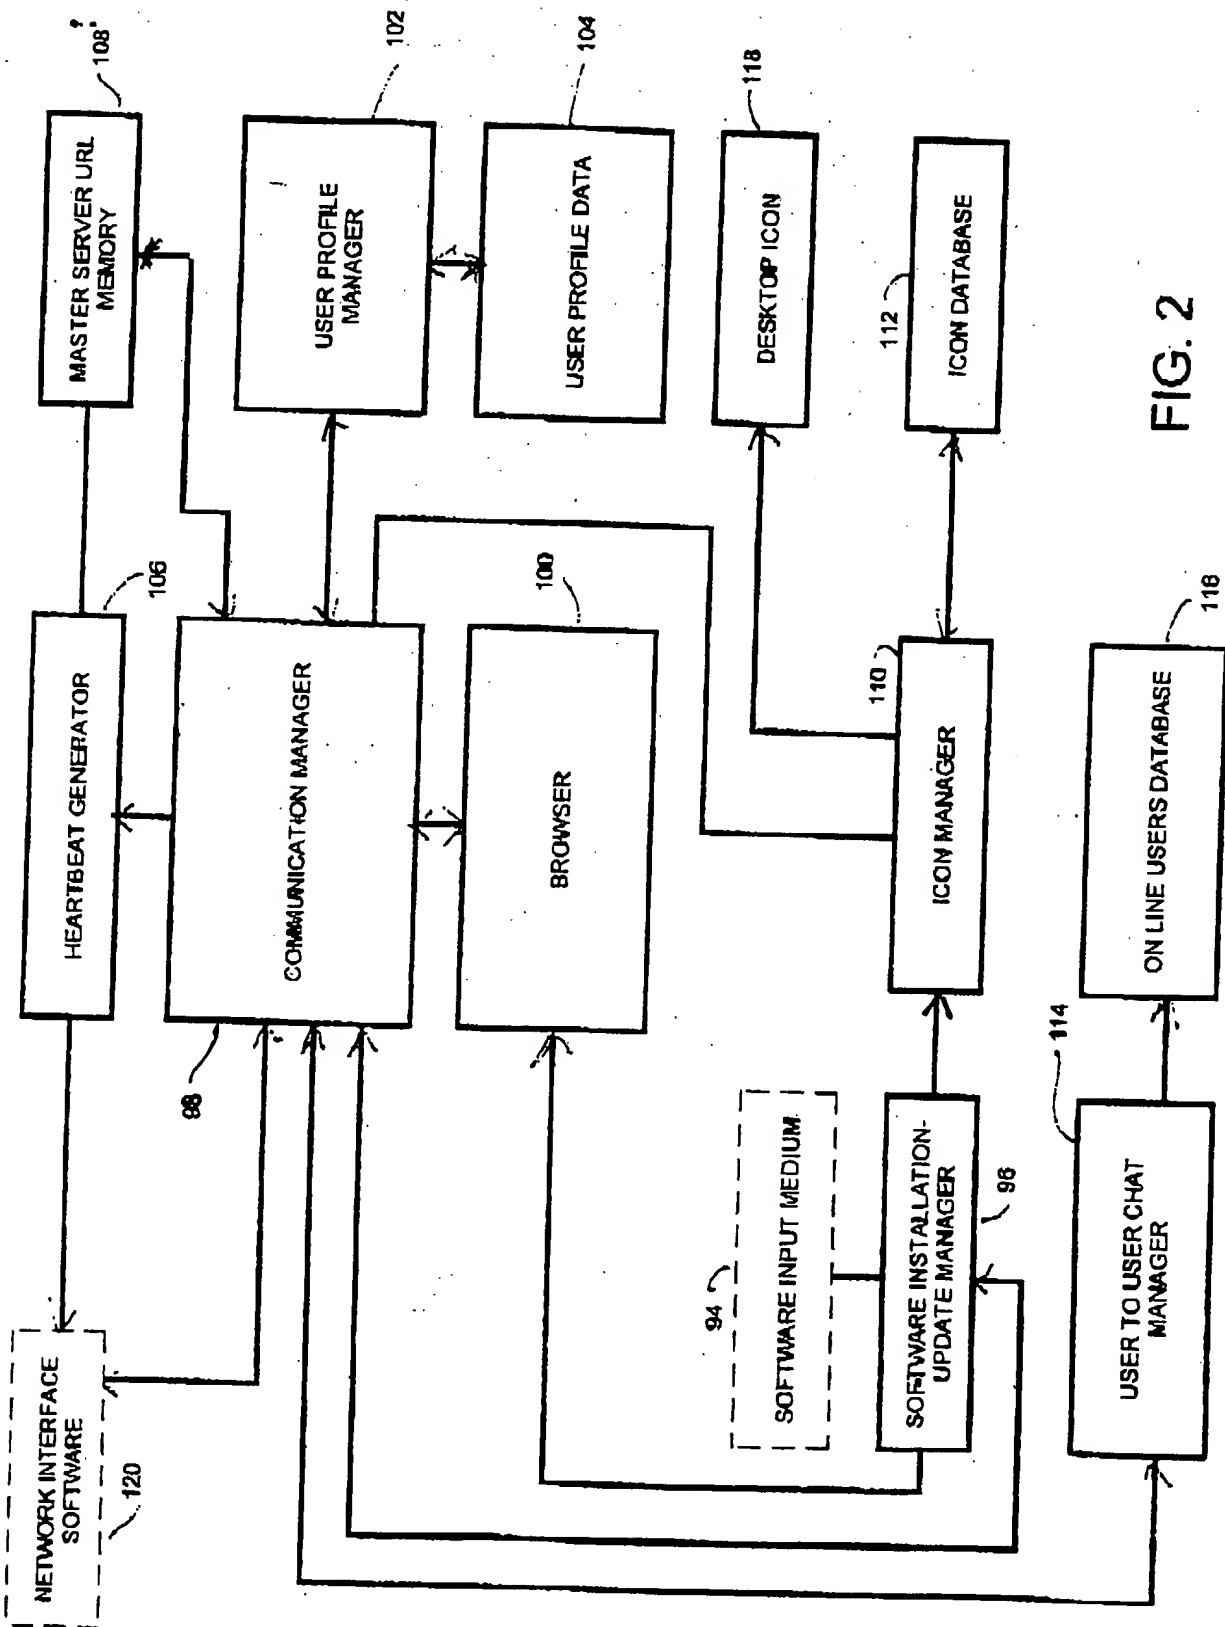 NETWORK INTERFACE
SOFTWARE
120
HEARTBEAT GENERATOR
106
MASTER SERVER URL
MEMORY
108
98
COMMUNICATION MANAGER
USER PROFILE
MANAGER
102
BROWSER
100
USER PROFILE DATA
104
94
SOFTWARE INPUT MEDIUM
DESKTOP ICON
118
SOFTWARE INSTALLATION-
UPDATE MANAGER
96
ICON MANAGER
110
ICON DATABASE
112
USER TO USER CHAT
MANAGER
114
ON LINE USERS DATABASE
116
FIG. 2